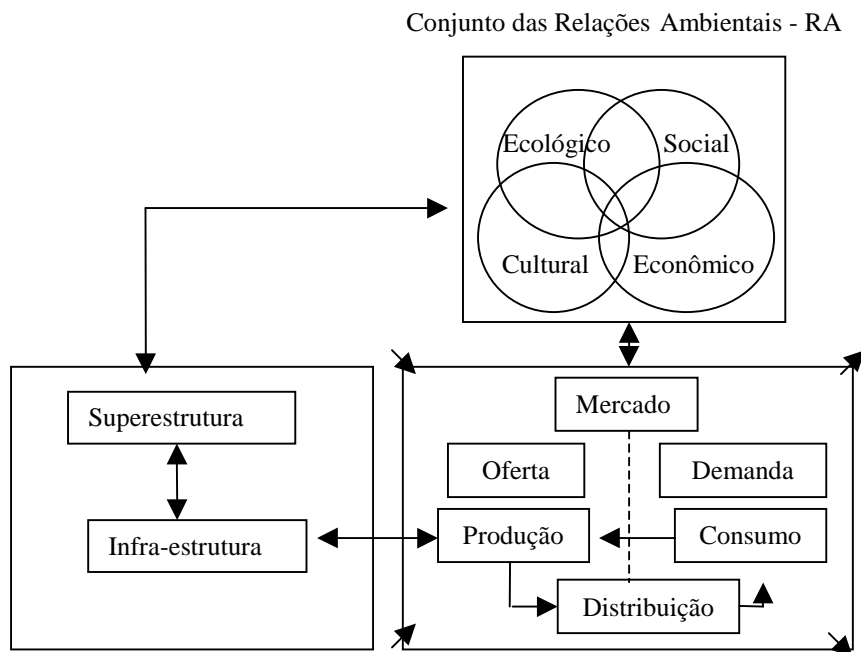 Conjunto das Relações Ambientais - RA
Ecológico
Social
Cultural
Econômico
Superestrutura
Infra-estrutura
Mercado
Oferta
Demanda
Produção
Consumo
Distribuição